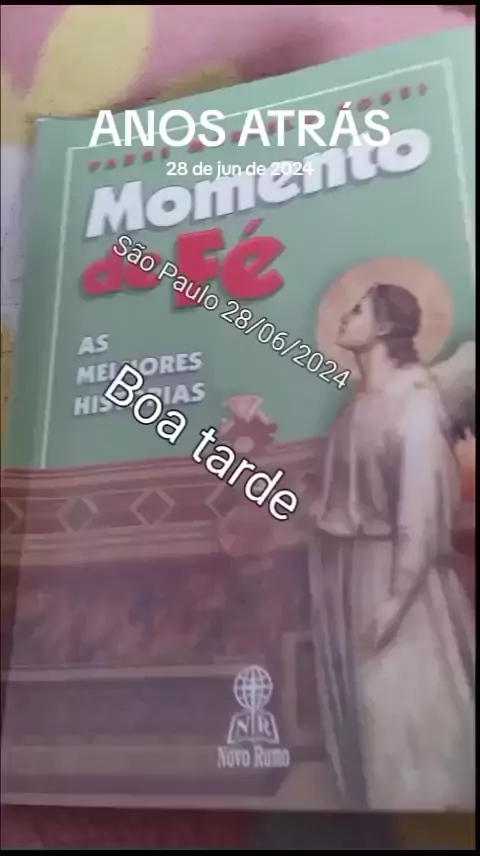 ANOS ATRÁS
28 de jun de 2024
PADRE
Momento
de Fé
São Paulo 28/06/2024
AS
MELHORES
HISTÓRIAS
Boa tarde
NR
Novo Rumo